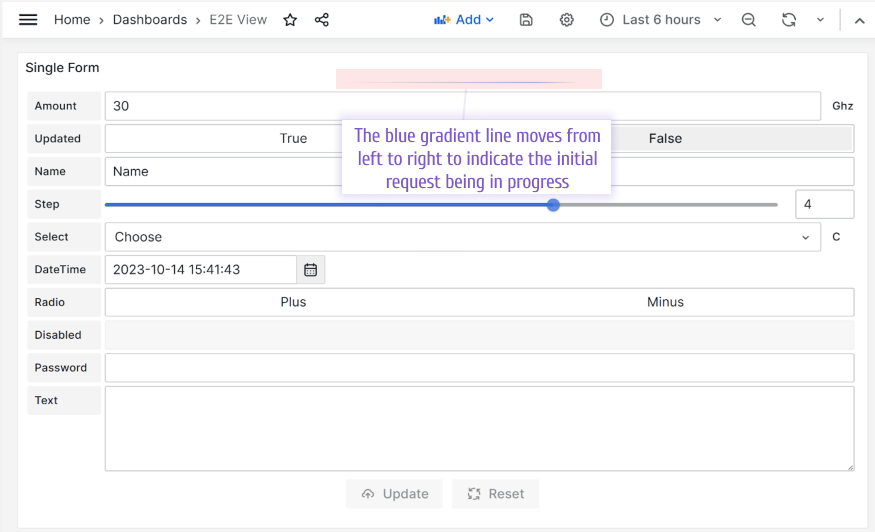 Home › Dashboards › E2E View Add Last 6 hours
Single Form
Amount 30 Ghz
Updated True False
The blue gradient line moves from
left to right to indicate the initial
request being in progress
Name Name
Step 4
Select Choose C
DateTime 2023-10-14 15:41:43
Radio Plus Minus
Disabled
Password
Text
Update Reset